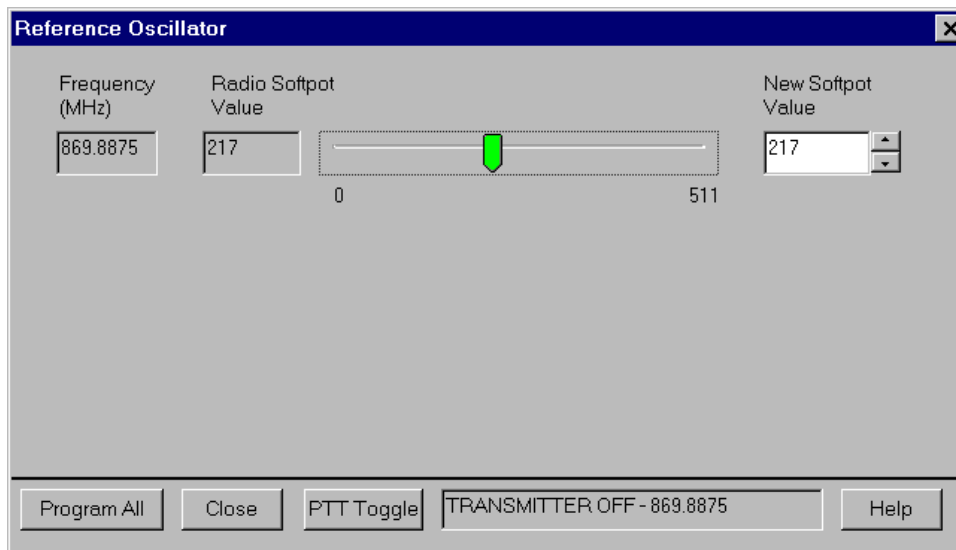 Reference Oscillator
Frequency
(MHz)
Radio Softpot
Value
New Softpot
Value
869.8875
217
217
0
511
Program All
Close
PTT Toggle
TRANSMITTER OFF - 869.8875
Help